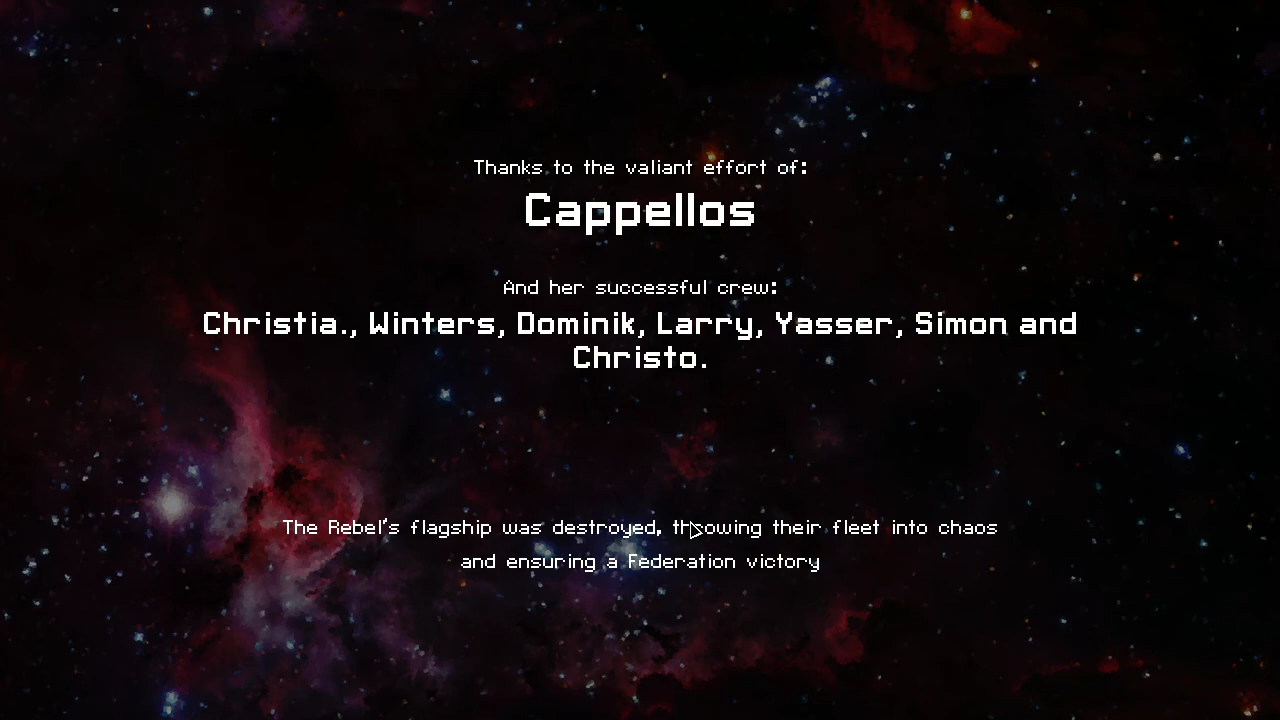 Thanks to the valiant effort of:
Cappellos
And her successful crew:
Christia., Winters, Dominik, Larry, Yasser, Simon and
Christo.
The Rebel's flagship was destroyed, throwing their fleet into chaos
and ensuring a Federation victory